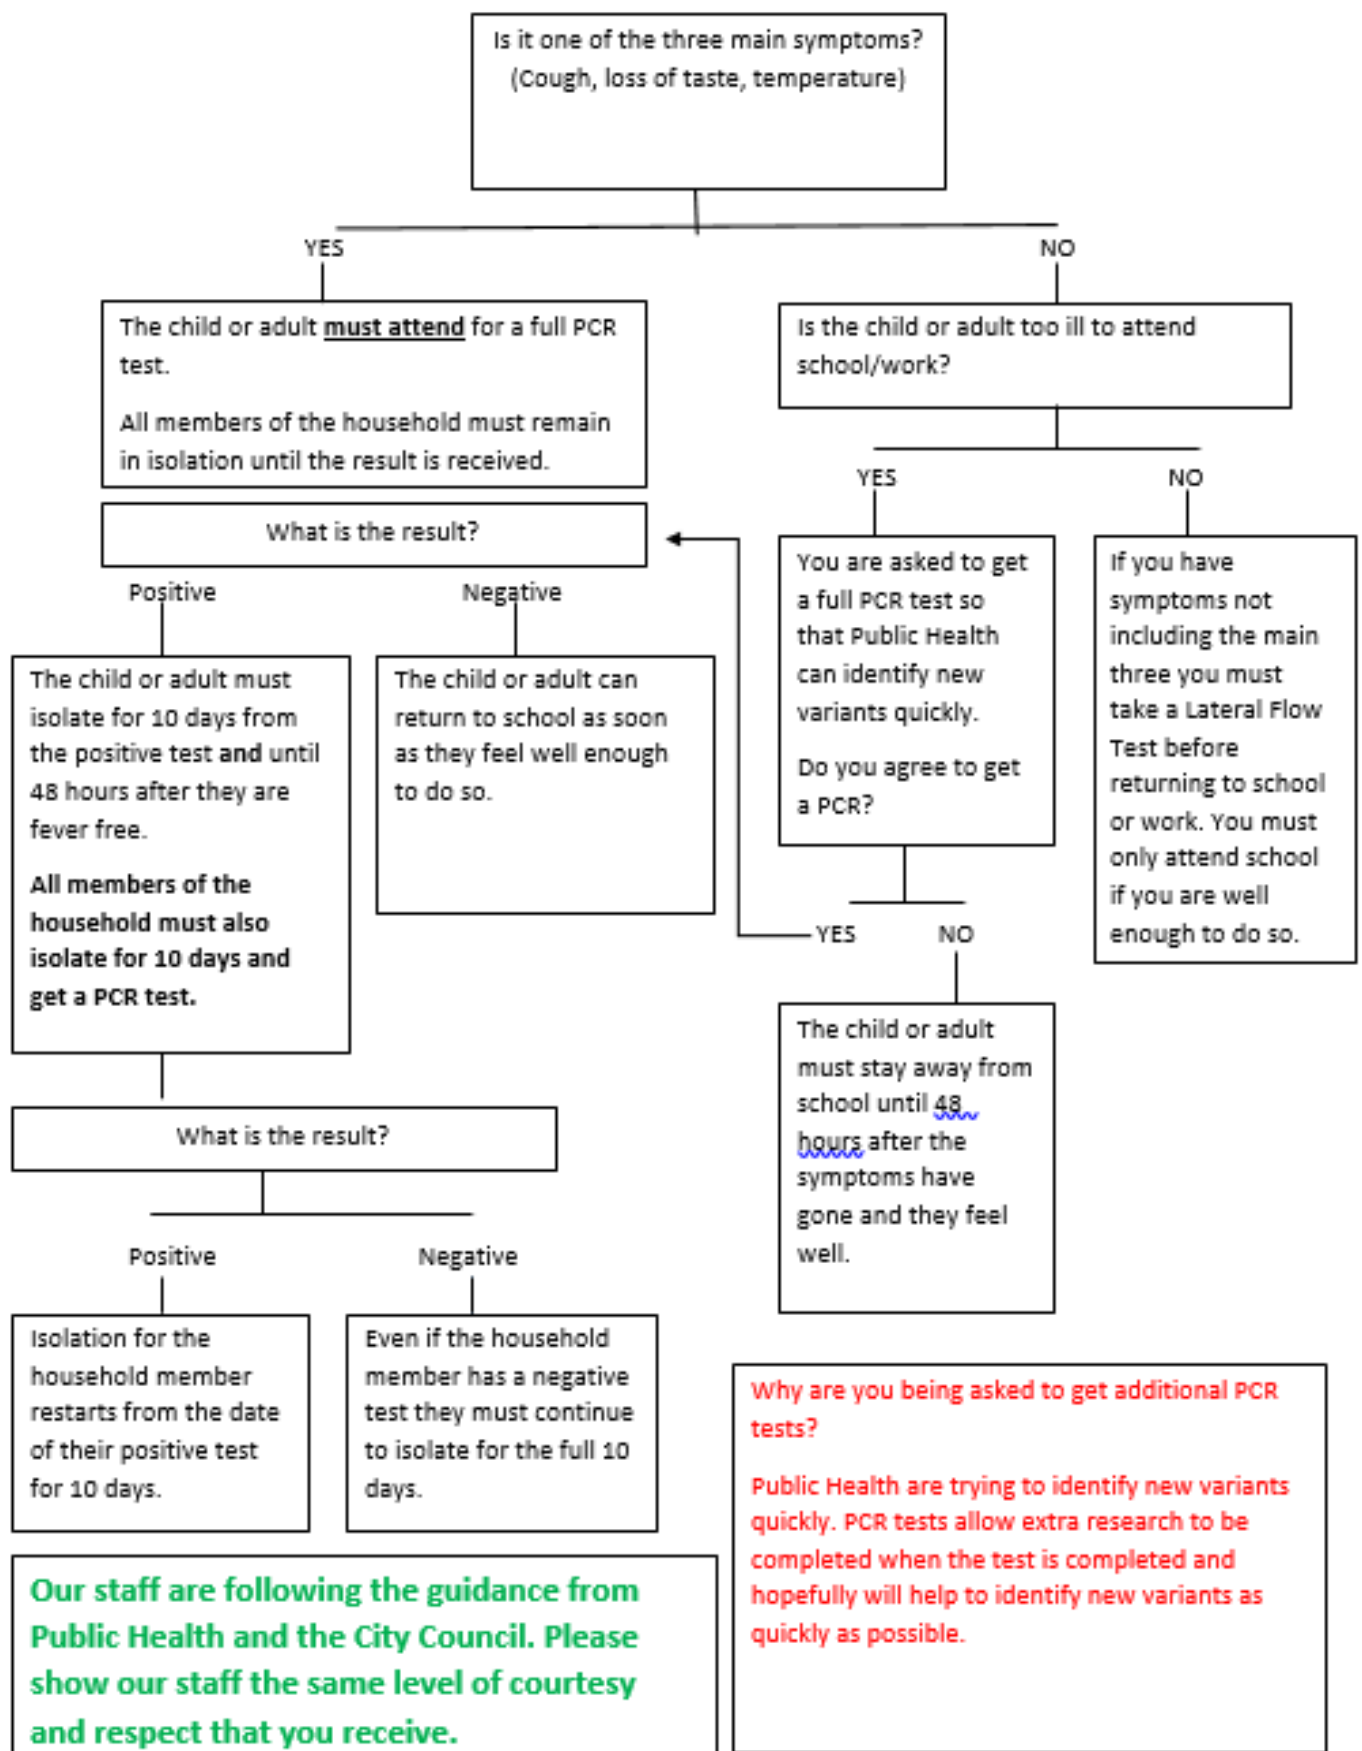 Is it one of the three main symptoms?
(Cough, loss of taste, temperature)
YES
NO
The child or adult must attend for a full PCR
test.
All members of the household must remain
in isolation until the result is received.
Is the child or adult too ill to attend
school/work?
What is the result?
YES
NO
Positive
Negative
The child or adult must
isolate for 10 days from
the positive test and until
48 hours after they are
fever free.
All members of the
household must also
isolate for 10 days and
get a PCR test.
The child or adult can
return to school as soon
as they feel well enough
to do so.
You are asked to get
a full PCR test so
that Public Health
can identify new
variants quickly.
Do you agree to get
a PCR?
If you have
symptoms not
including the main
three you must
take a Lateral Flow
Test before
returning to school
or work. You must
only attend school
if you are well
enough to do so.
YES
NO
The child or adult
must stay away from
school until 48
hours after the
symptoms have
gone and they feel
well.
What is the result?
Positive
Negative
Isolation for the
household member
restarts from the date
of their positive test
for 10 days.
Even if the household
member has a negative
test they must continue
to isolate for the full 10
days.
Why are you being asked to get additional PCR
tests?
Public Health are trying to identify new variants
quickly. PCR tests allow extra research to be
completed when the test is completed and
hopefully will help to identify new variants as
quickly as possible.
Our staff are following the guidance from
Public Health and the City Council. Please
show our staff the same level of courtesy
and respect that you receive.